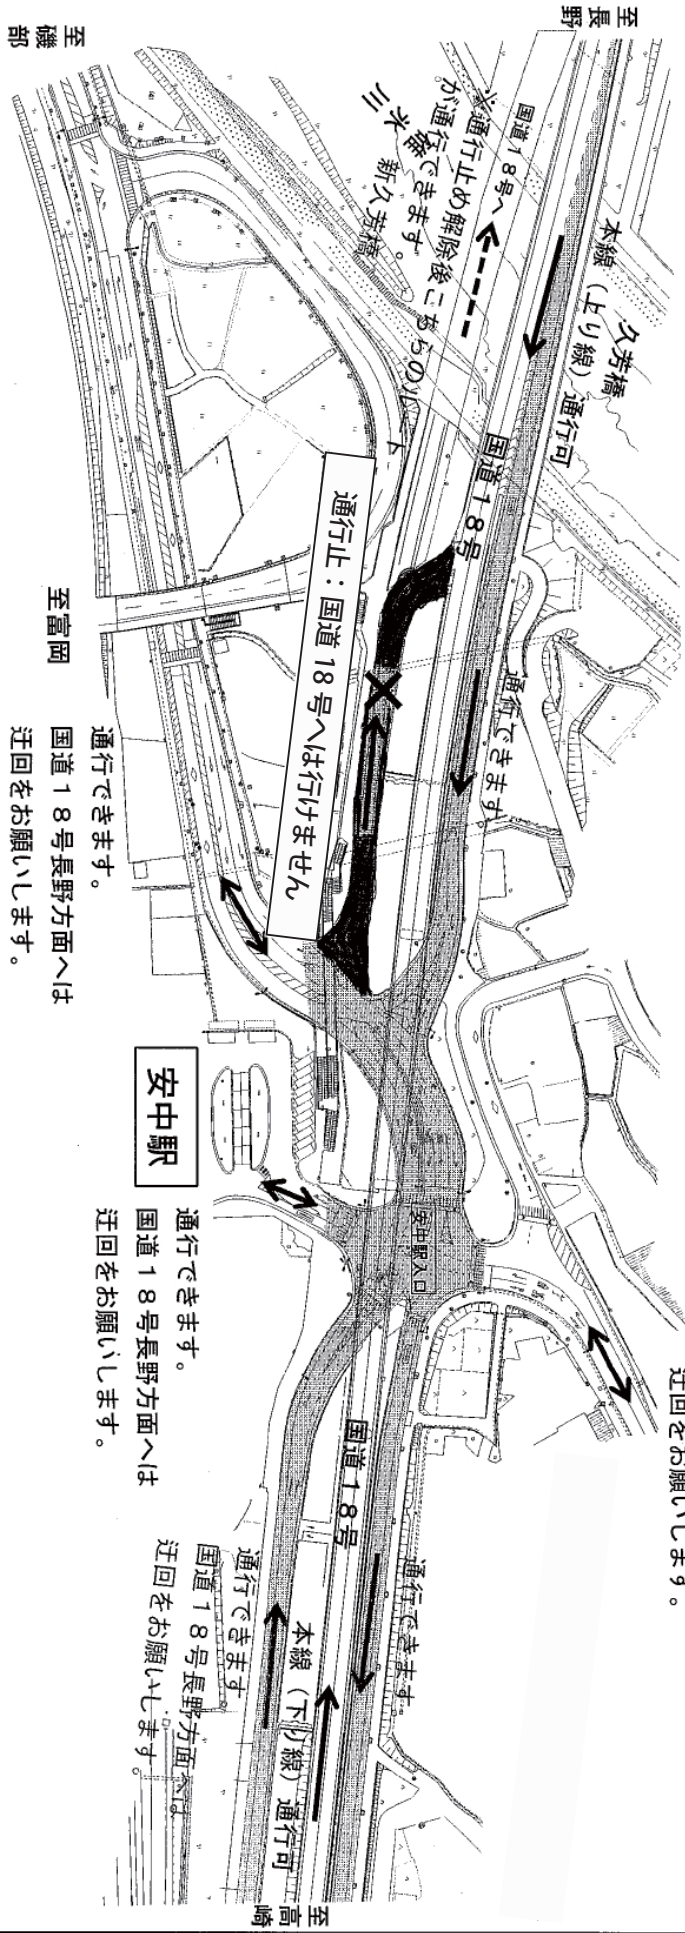 至長野
至磯部
国道18号へ
※通行止め解除後こちらの
が通行できます。
碓氷川
新久芳橋
久芳橋
本線（上り線）通行可
国道18号
通行できます
通行止：国道18号へは行けません
至富岡
通行できます。
国道18号長野方面へは
迂回をお願いします。
安中駅
安中駅入口
通行できます。
国道18号長野方面へは
迂回をお願いします。
迂回をお願いします。
国道18号
通行できます
本線（下り線）通行可
通行できます
国道18号長野方面へは
迂回をお願いします。
至高崎